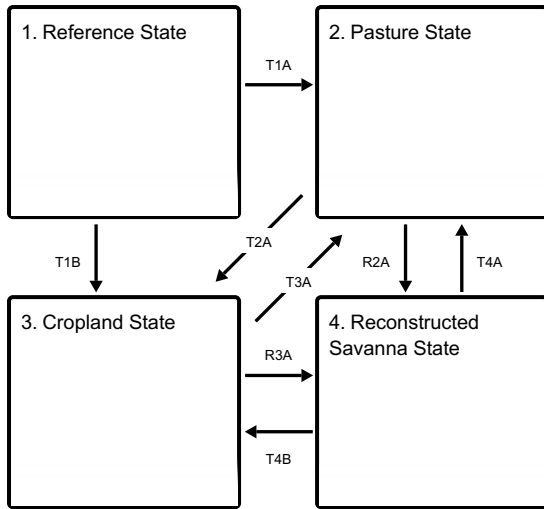 1. Reference State
2. Pasture State
T1A
T2A
T1B
R2A
T4A
T3A
3. Cropland State
4. Reconstructed
Savanna State
R3A
T4B